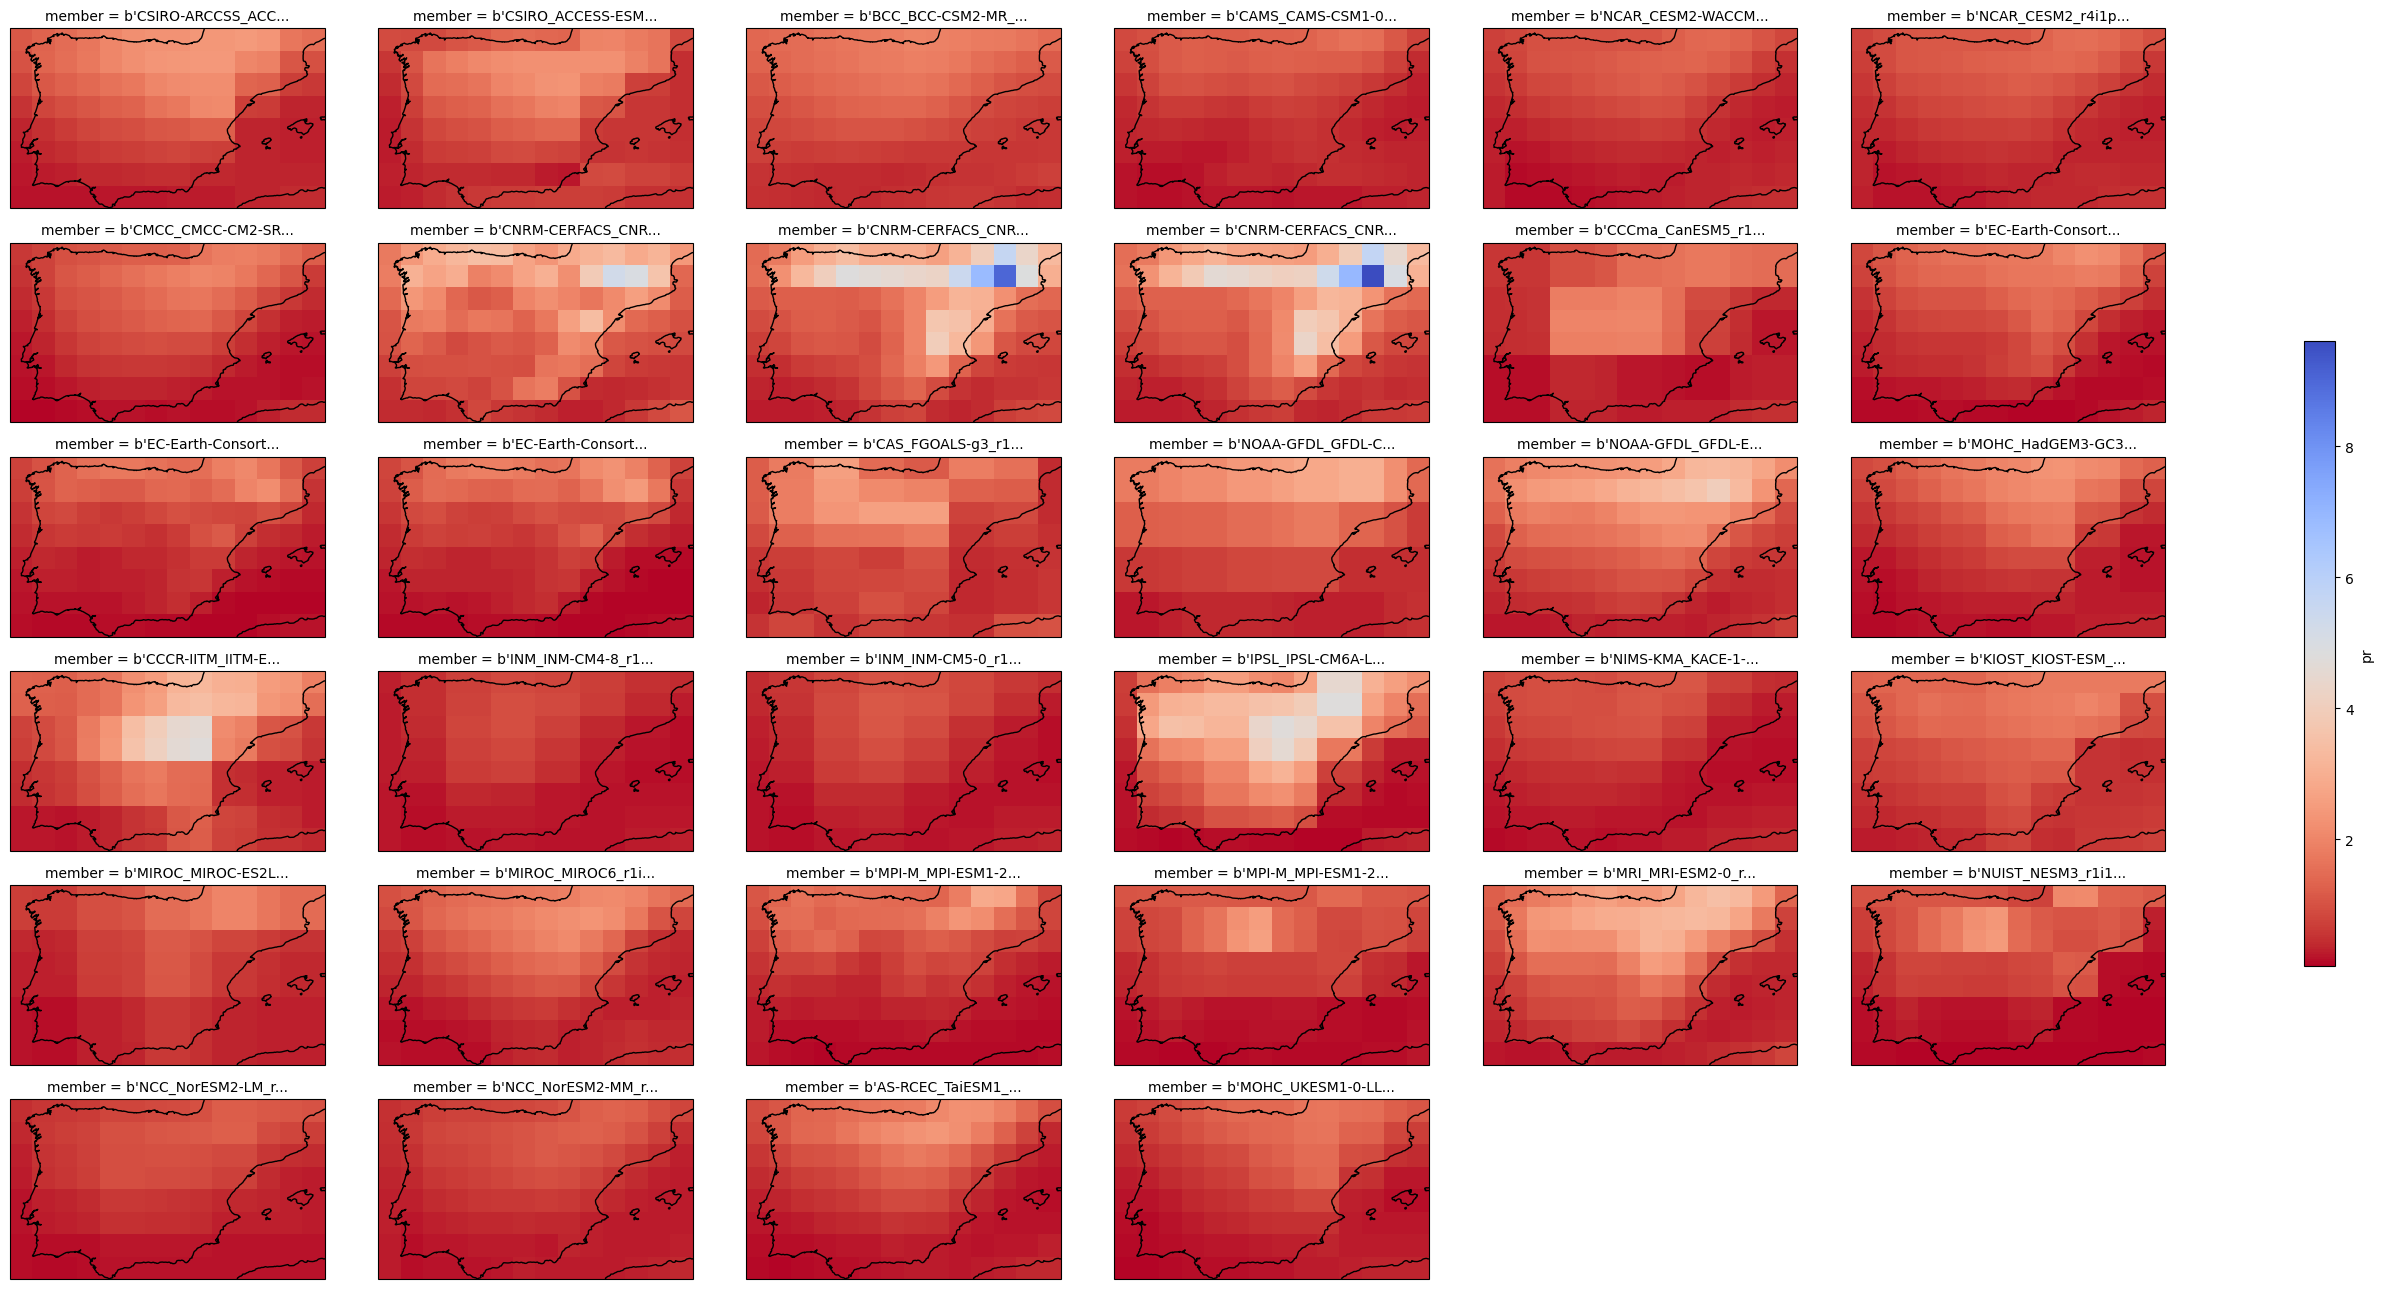 member = b'CSIRO-ARCCSS_ACC...
member = b'CSIRO_ACCESS-ESM...
member = b'BCC_BCC-CSM2-MR_...
member = b'CAMS_CAMS-CSM1-0...
member = b'NCAR_CESM2-WACCM...
member = b'NCAR_CESM2_r4i1p...
member = b'CMCC_CMCC-CM2-SR...
member = b'CNRM-CERFACS_CNR...
member = b'CNRM-CERFACS_CNR...
member = b'CNRM-CERFACS_CNR...
member = b'CCCma_CanESM5_r1...
member = b'EC-Earth-Consort...
member = b'EC-Earth-Consort...
member = b'EC-Earth-Consort...
member = b'CAS_FGOALS-g3_r1...
member = b'NOAA-GFDL_GFDL-C...
member = b'NOAA-GFDL_GFDL-E...
member = b'MOHC_HadGEM3-GC3...
member = b'CCCR-IITM_IITM-E...
member = b'INM_INM-CM4-8_r1...
member = b'INM_INM-CM5-0_r1...
member = b'IPSL_IPSL-CM6A-L...
member = b'NIMS-KMA_KACE-1-...
member = b'KIOST_KIOST-ESM_...
member = b'MIROC_MIROC-ES2L...
member = b'MIROC_MIROC6_r1i...
member = b'MPI-M_MPI-ESM1-2...
member = b'MPI-M_MPI-ESM1-2...
member = b'MRI_MRI-ESM2-0_r...
member = b'NUIST_NESM3_r1i1...
member = b'NCC_NorESM2-LM_r...
member = b'NCC_NorESM2-MM_r...
member = b'AS-RCEC_TaiESM1_...
member = b'MOHC_UKESM1-0-LL...
8
6
4
2
pr